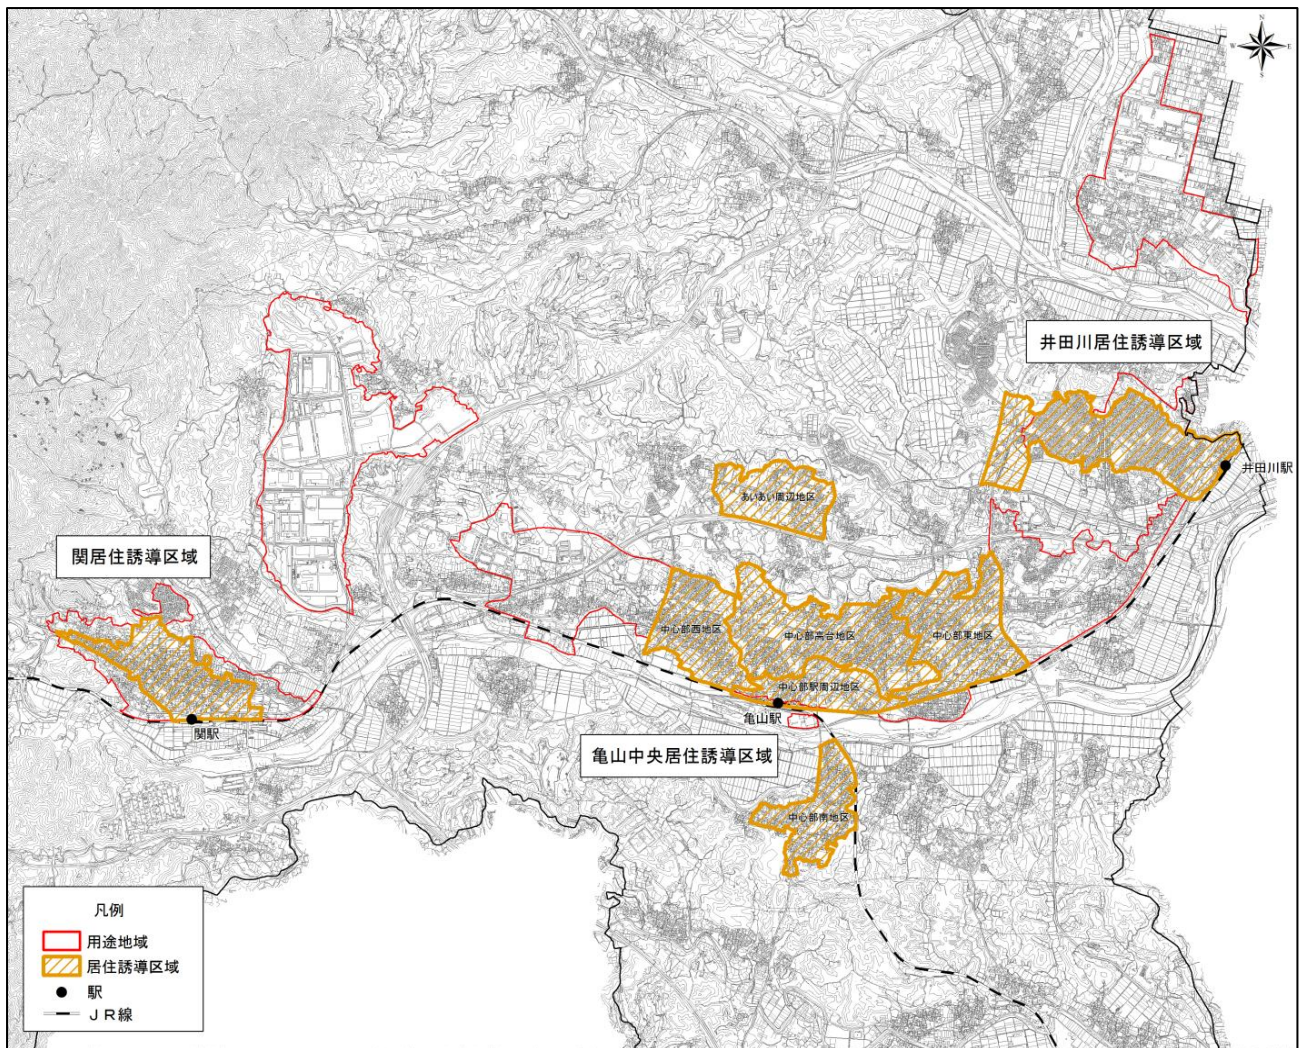 N
W
E
S
井田川居住誘導区域
井田川駅
あいあい周辺地区
関居住誘導区域
中心部西地区
中心部高台地区
中心部東地区
中心部駅周辺地区
亀山駅
関駅
亀山中央居住誘導区域
中心部南地区
凡例
用途地域
居住誘導区域
駅
ＪＲ線